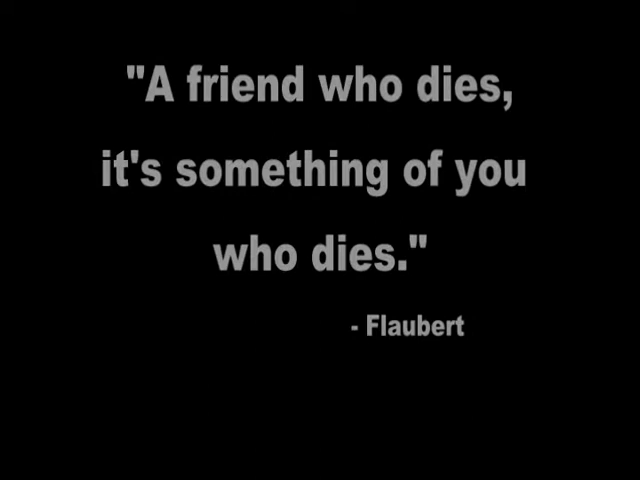 "A friend who dies,
it's something of you
who dies."
- Flaubert